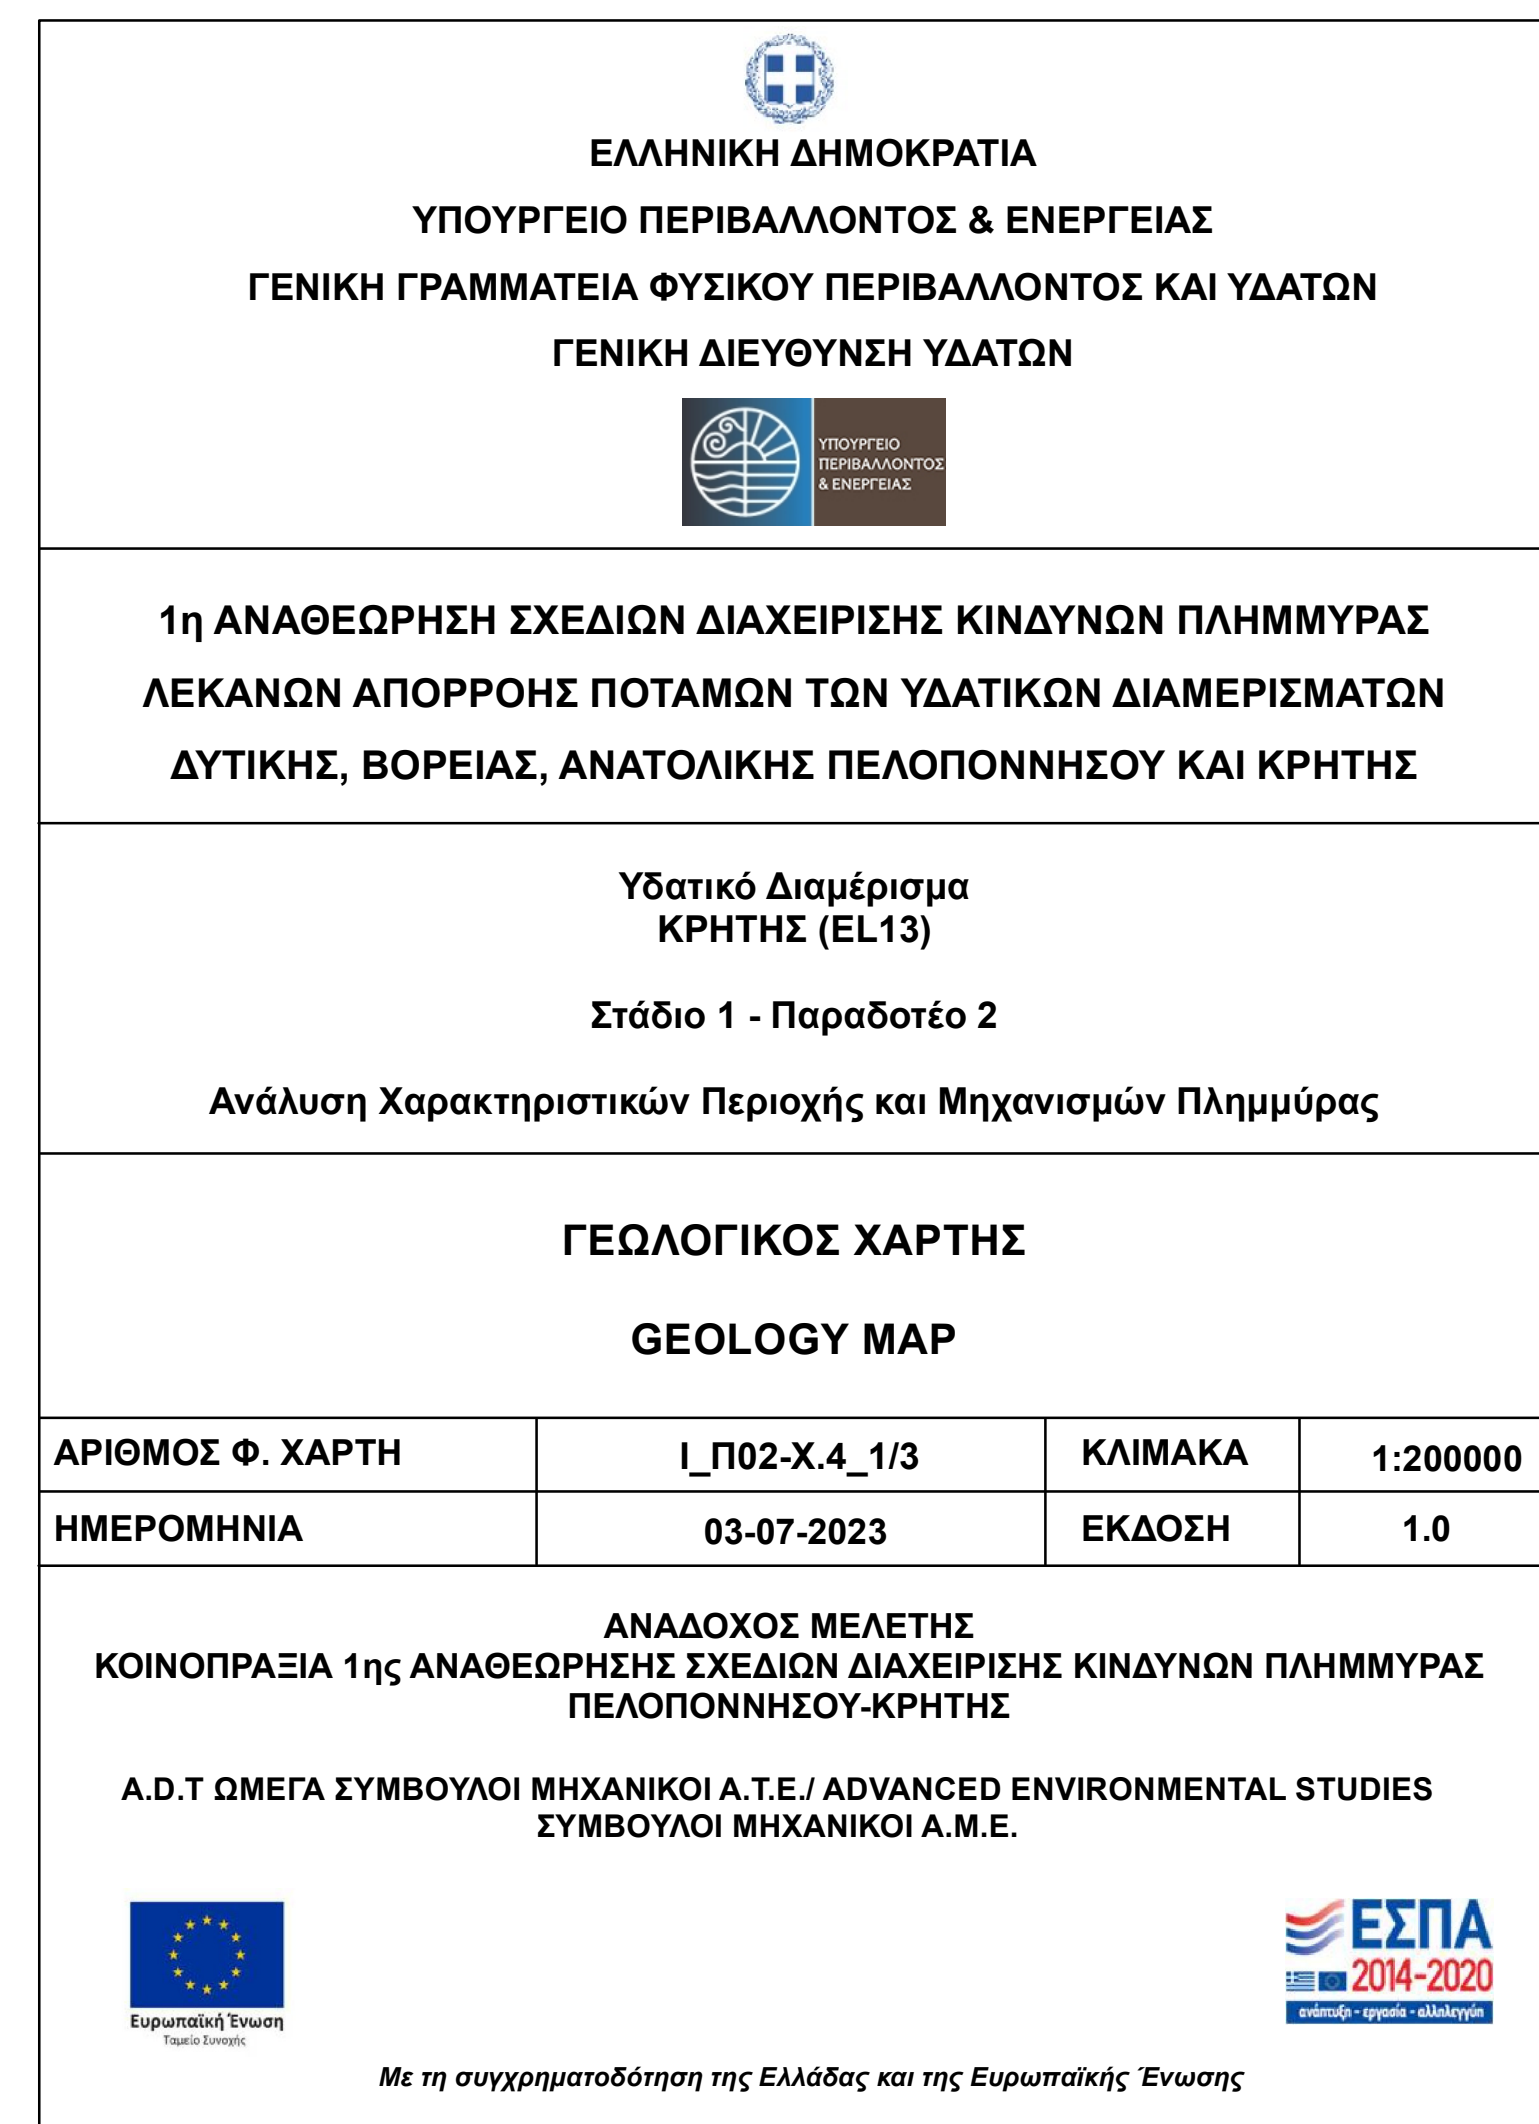 ΕΛΛΗΝΙΚΗ ΔΗΜΟΚΡΑΤΙΑ
ΥΠΟΥΡΓΕΙΟ ΠΕΡΙΒΑΛΛΟΝΤΟΣ & ΕΝΕΡΓΕΙΑΣ
ΓΕΝΙΚΗ ΓΡΑΜΜΑΤΕΙΑ ΦΥΣΙΚΟΥ ΠΕΡΙΒΑΛΛΟΝΤΟΣ ΚΑΙ ΥΔΑΤΩΝ
ΓΕΝΙΚΗ ΔΙΕΥΘΥΝΣΗ ΥΔΑΤΩΝ
ΥΠΟΥΡΓΕΙΟ
ΠΕΡΙΒΑΛΛΟΝΤΟΣ
& ΕΝΕΡΓΕΙΑΣ
1η ΑΝΑΘΕΩΡΗΣΗ ΣΧΕΔΙΩΝ ΔΙΑΧΕΙΡΙΣΗΣ ΚΙΝΔΥΝΩΝ ΠΛΗΜΜΥΡΑΣ
ΛΕΚΑΝΩΝ ΑΠΟΡΡΟΗΣ ΠΟΤΑΜΩΝ ΤΩΝ ΥΔΑΤΙΚΩΝ ΔΙΑΜΕΡΙΣΜΑΤΩΝ
ΔΥΤΙΚΗΣ, ΒΟΡΕΙΑΣ, ΑΝΑΤΟΛΙΚΗΣ ΠΕΛΟΠΟΝΝΗΣΟΥ ΚΑΙ ΚΡΗΤΗΣ
Υδατικό Διαμέρισμα
ΚΡΗΤΗΣ (EL13)
Στάδιο 1 - Παραδοτέο 2
Ανάλυση Χαρακτηριστικών Περιοχής και Μηχανισμών Πλημμύρας
ΓΕΩΛΟΓΙΚΟΣ ΧΑΡΤΗΣ
GEOLOGY MAP
ΑΡΙΘΜΟΣ Φ. ΧΑΡΤΗ Ι_Π02-Χ.4_1/3 ΚΛΙΜΑΚΑ 1:200000
ΗΜΕΡΟΜΗΝΙΑ 03-07-2023 ΕΚΔΟΣΗ 1.0
ΑΝΑΔΟΧΟΣ ΜΕΛΕΤΗΣ
ΚΟΙΝΟΠΡΑΞΙΑ 1ης ΑΝΑΘΕΩΡΗΣΗΣ ΣΧΕΔΙΩΝ ΔΙΑΧΕΙΡΙΣΗΣ ΚΙΝΔΥΝΩΝ ΠΛΗΜΜΥΡΑΣ
ΠΕΛΟΠΟΝΝΗΣΟΥ-ΚΡΗΤΗΣ
A.D.T ΩΜΕΓΑ ΣΥΜΒΟΥΛΟΙ ΜΗΧΑΝΙΚΟΙ Α.Τ.Ε./ ADVANCED ENVIRONMENTAL STUDIES
ΣΥΜΒΟΥΛΟΙ ΜΗΧΑΝΙΚΟΙ Α.Μ.Ε.
Ευρωπαϊκή Ένωση
Ταμείο Συνοχής
ΕΣΠΑ
2014-2020
ανάπτυξη - εργασία - αλληλεγγύη
Με τη συγχρηματοδότηση της Ελλάδας και της Ευρωπαϊκής Ένωσης